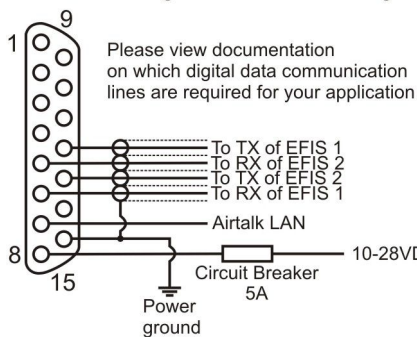 9
1
Please view documentation
on which digital data communication
lines are required for your application
To TX of EFIS 1
To RX of EFIS 2
To TX of EFIS 2
To RX of EFIS 1
Airtalk LAN
8
10-28VD
15
Circuit Breaker
5A
Power
ground